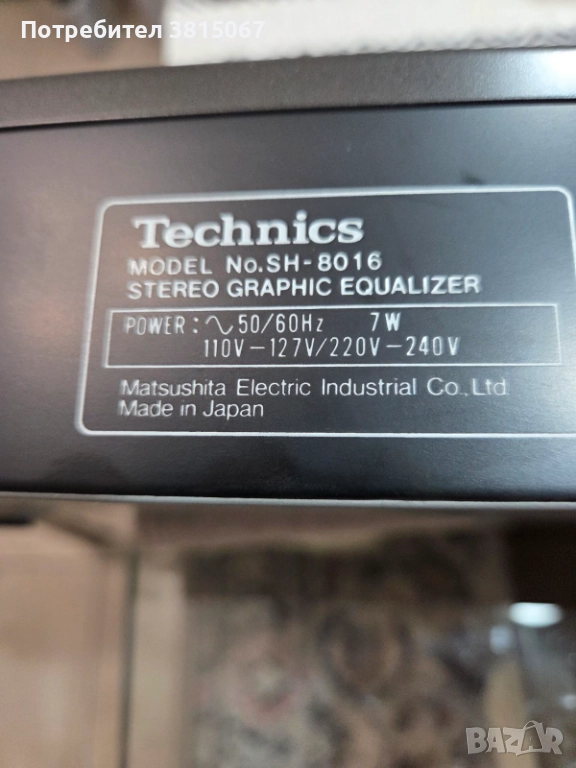 Потребител 3815067
Technics
MODEL No.SH-8016
STEREO GRAPHIC EQUALIZER
POWER: ∿ 50/60Hz 7W
110V-127V/220V-240V
Matsushita Electric Industrial Co.,Ltd.
Made in Japan
BAZAR